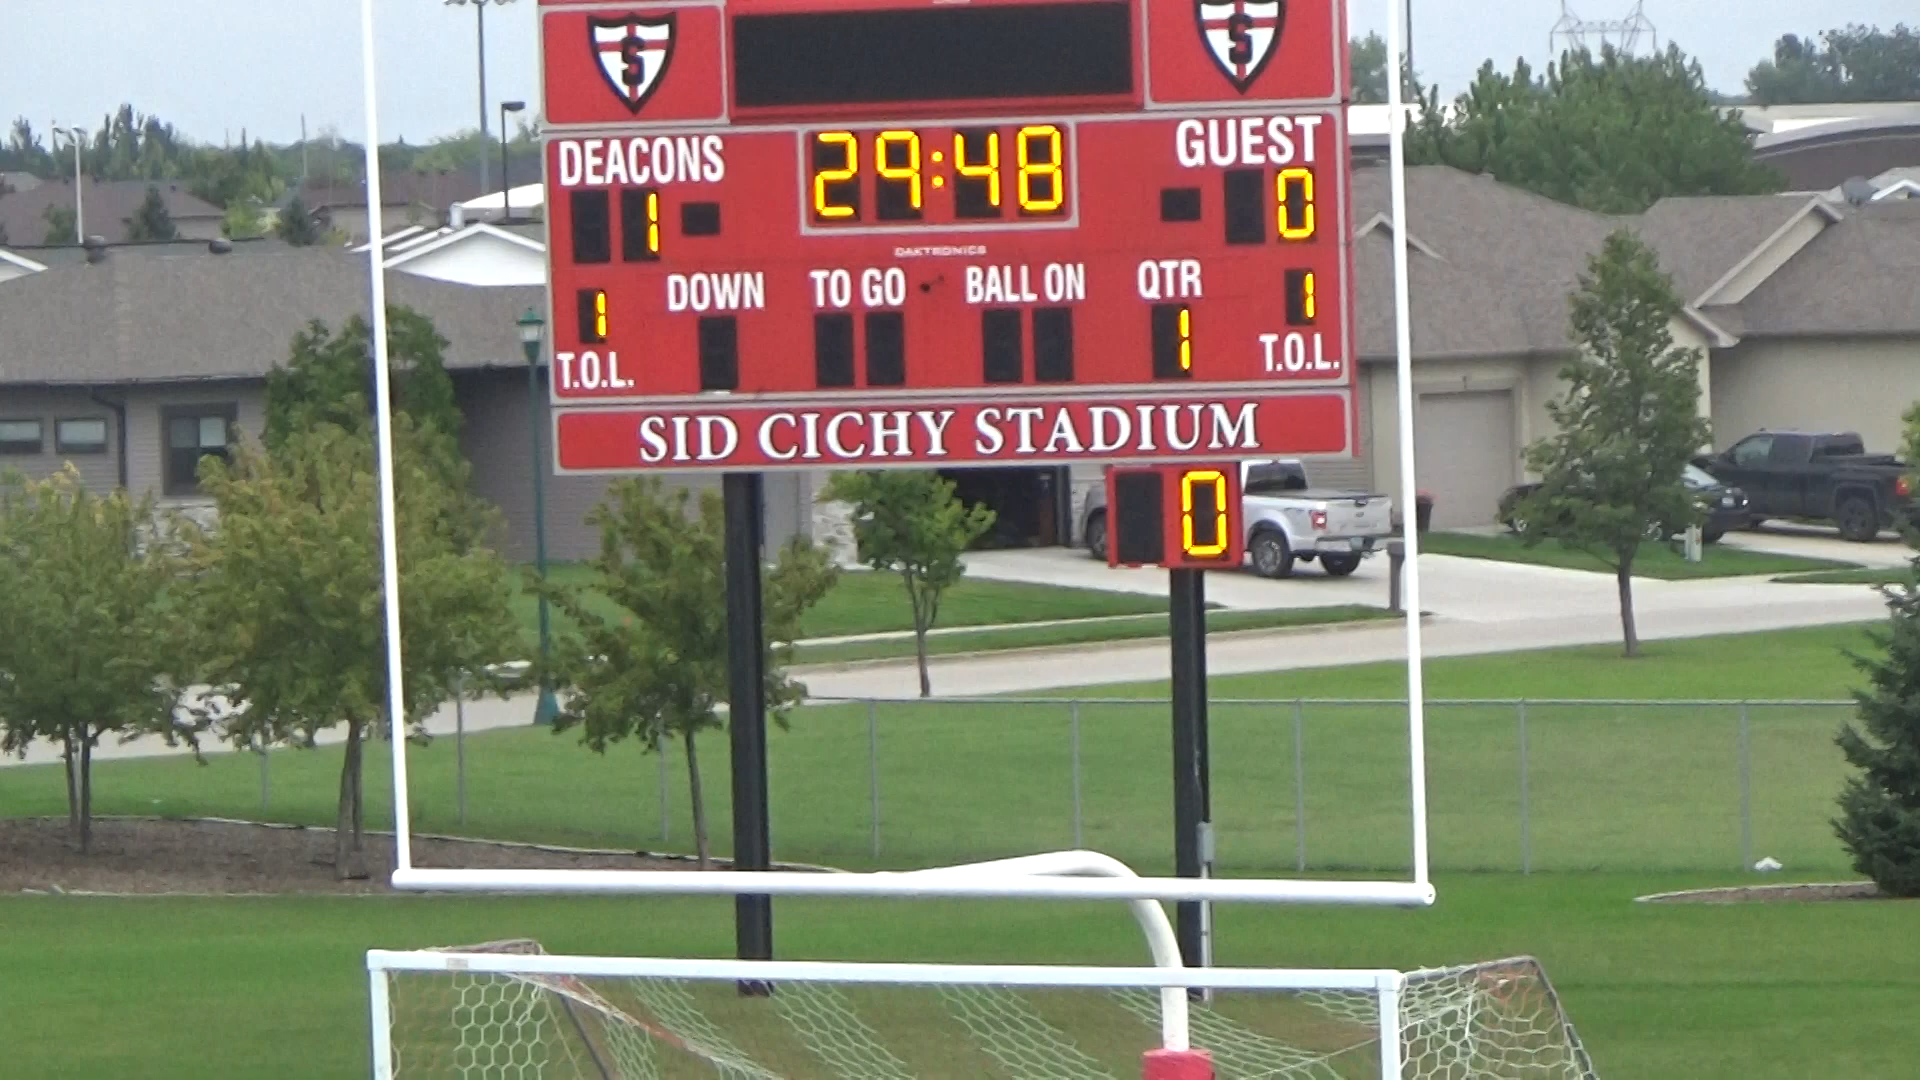 S S
DEACONS 29:48 GUEST
1 0
DAKTRONICS
DOWN TO GO BALL ON QTR
1 1 1
T.O.L. T.O.L.
SID CICHY STADIUM
0